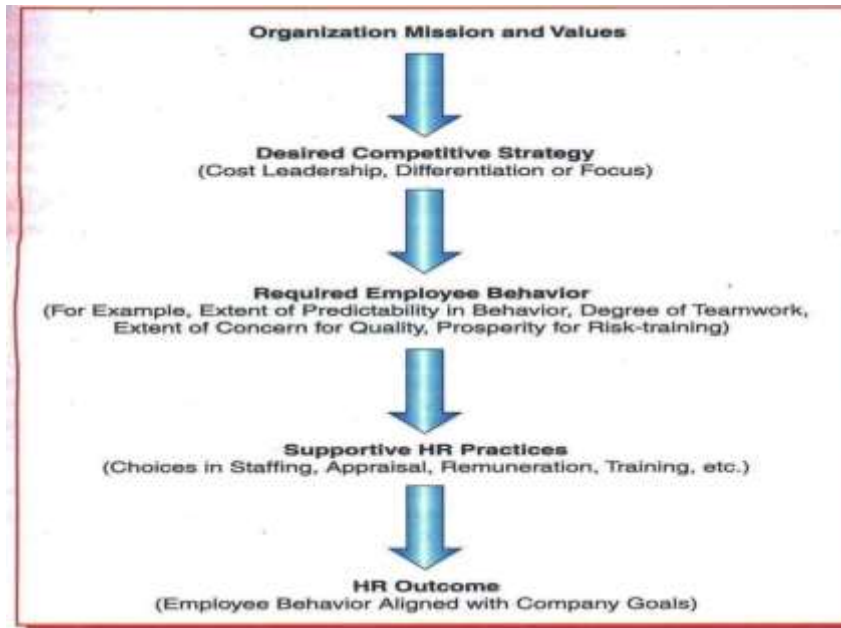 Organization Mission and Values
Desired Competitive Strategy
(Cost Leadership, Differentiation or Focus)
Required Employee Behavior
(For Example, Extent of Predictability in Behavior, Degree of Teamwork,
Extent of Concern for Quality, Prosperity for Risk-training)
Supportive HR Practices
(Choices in Staffing, Appraisal, Remuneration, Training, etc.)
HR Outcome
(Employee Behavior Aligned with Company Goals)